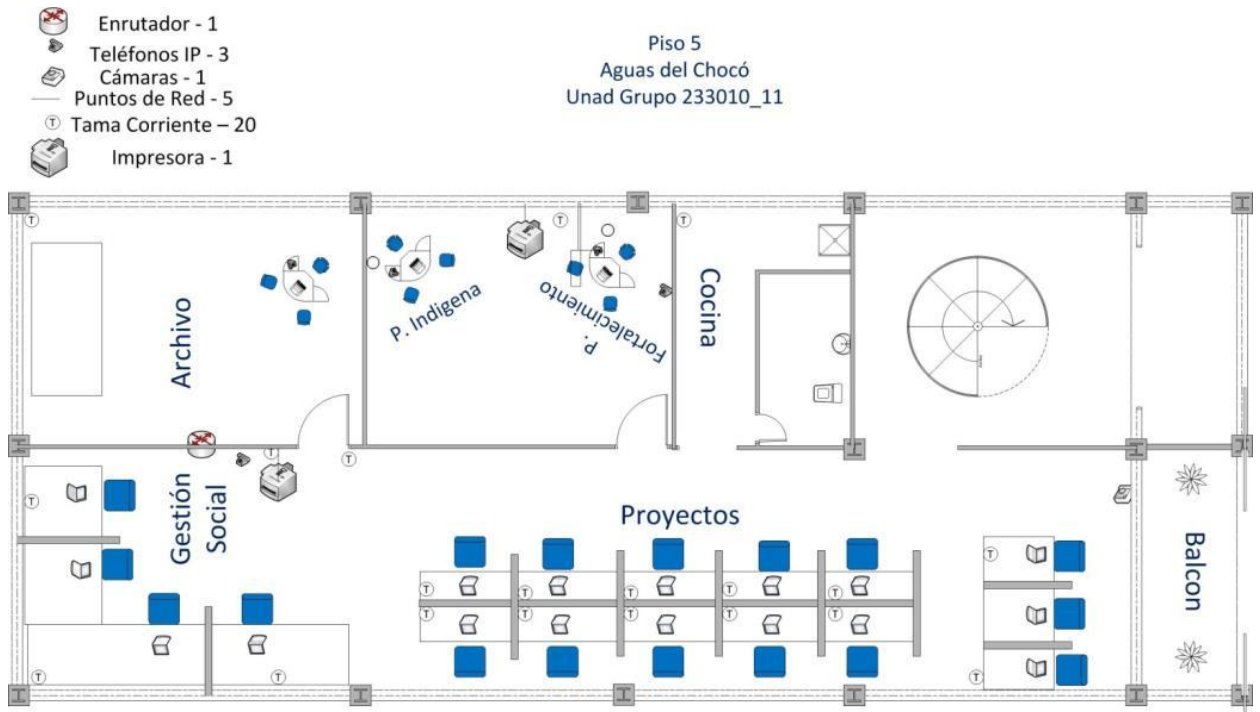 Enrutador - 1
Teléfonos IP - 3
Cámaras - 1
Puntos de Red - 5
T Tama Corriente – 20
Impresora - 1
Piso 5
Aguas del Chocó
Unad Grupo 233010_11
T
T
T
Archivo
P. Indigena
P.
Fortalecimiento
Cocina
T
T
Gestión
Social
T
Proyectos
T
Balcon
T
T
T
T
T
T
T
T
T
T
T
T
T